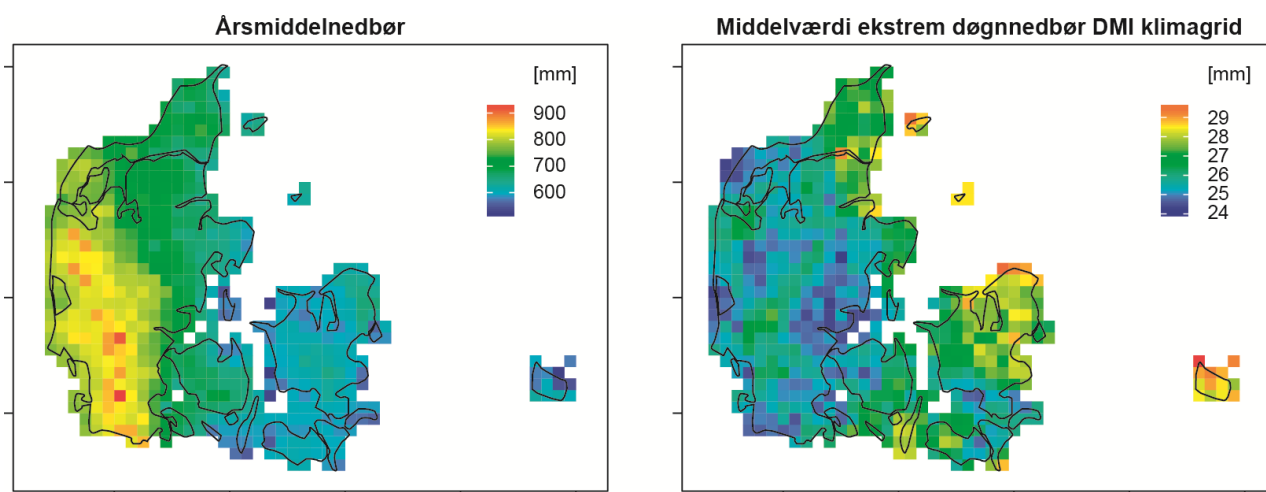 Årsmiddelnedbør
[mm]
900
800
700
600
Middelværdi ekstrem døgnnedbør DMI klimagrid
[mm]
29
28
27
26
25
24